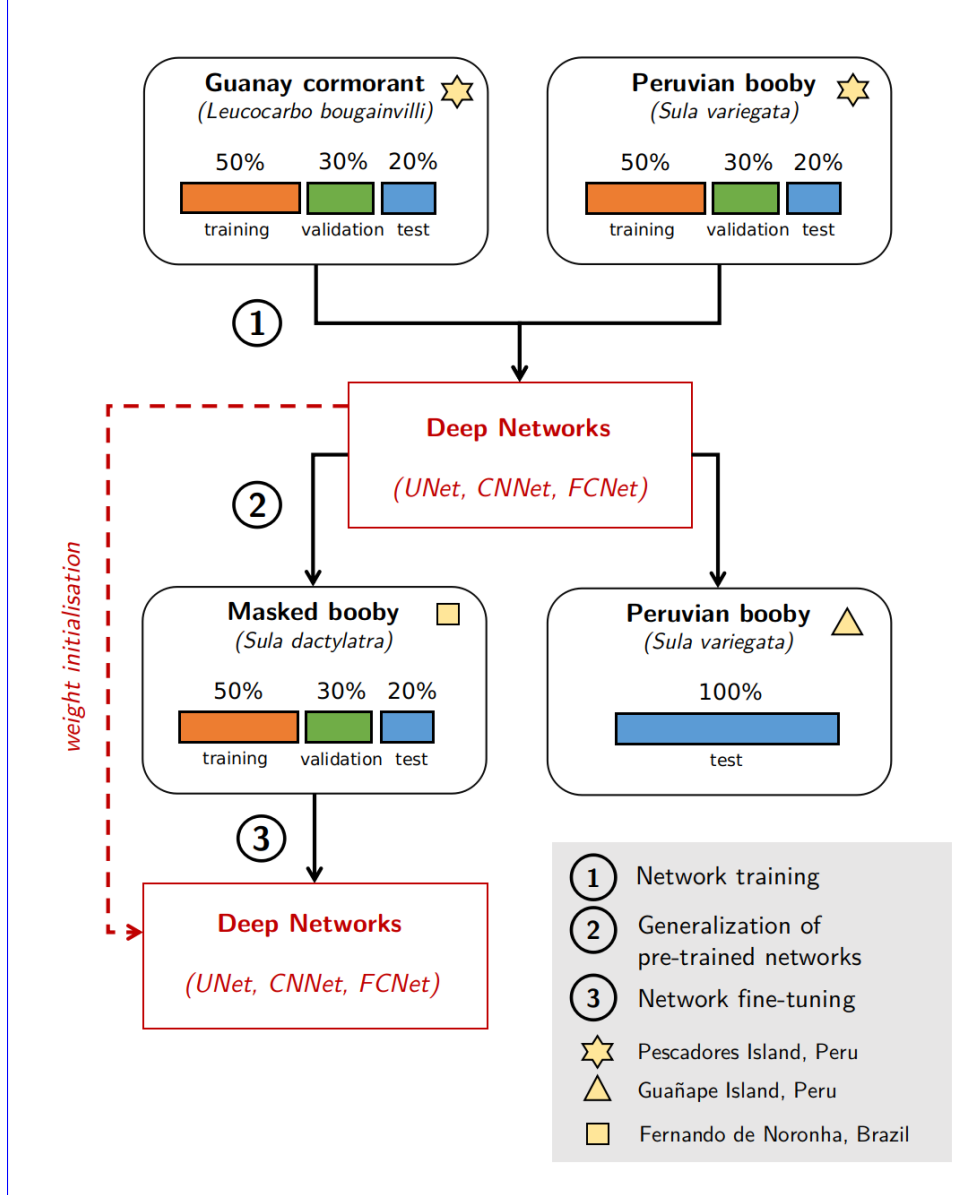 Guanay cormorant
(Leucocarbo bougainvilli)
50% 30% 20%
training validation test
Peruvian booby
(Sula variegata)
50% 30% 20%
training validation test
1
Deep Networks
(UNet, CNNet, FCNet)
2
weight initialisation
Masked booby
(Sula dactylatra)
50% 30% 20%
training validation test
Peruvian booby
(Sula variegata)
100%
test
3
Deep Networks
(UNet, CNNet, FCNet)
1 Network training
2 Generalization of
pre-trained networks
3 Network fine-tuning
Pescadores Island, Peru
Guañape Island, Peru
Fernando de Noronha, Brazil